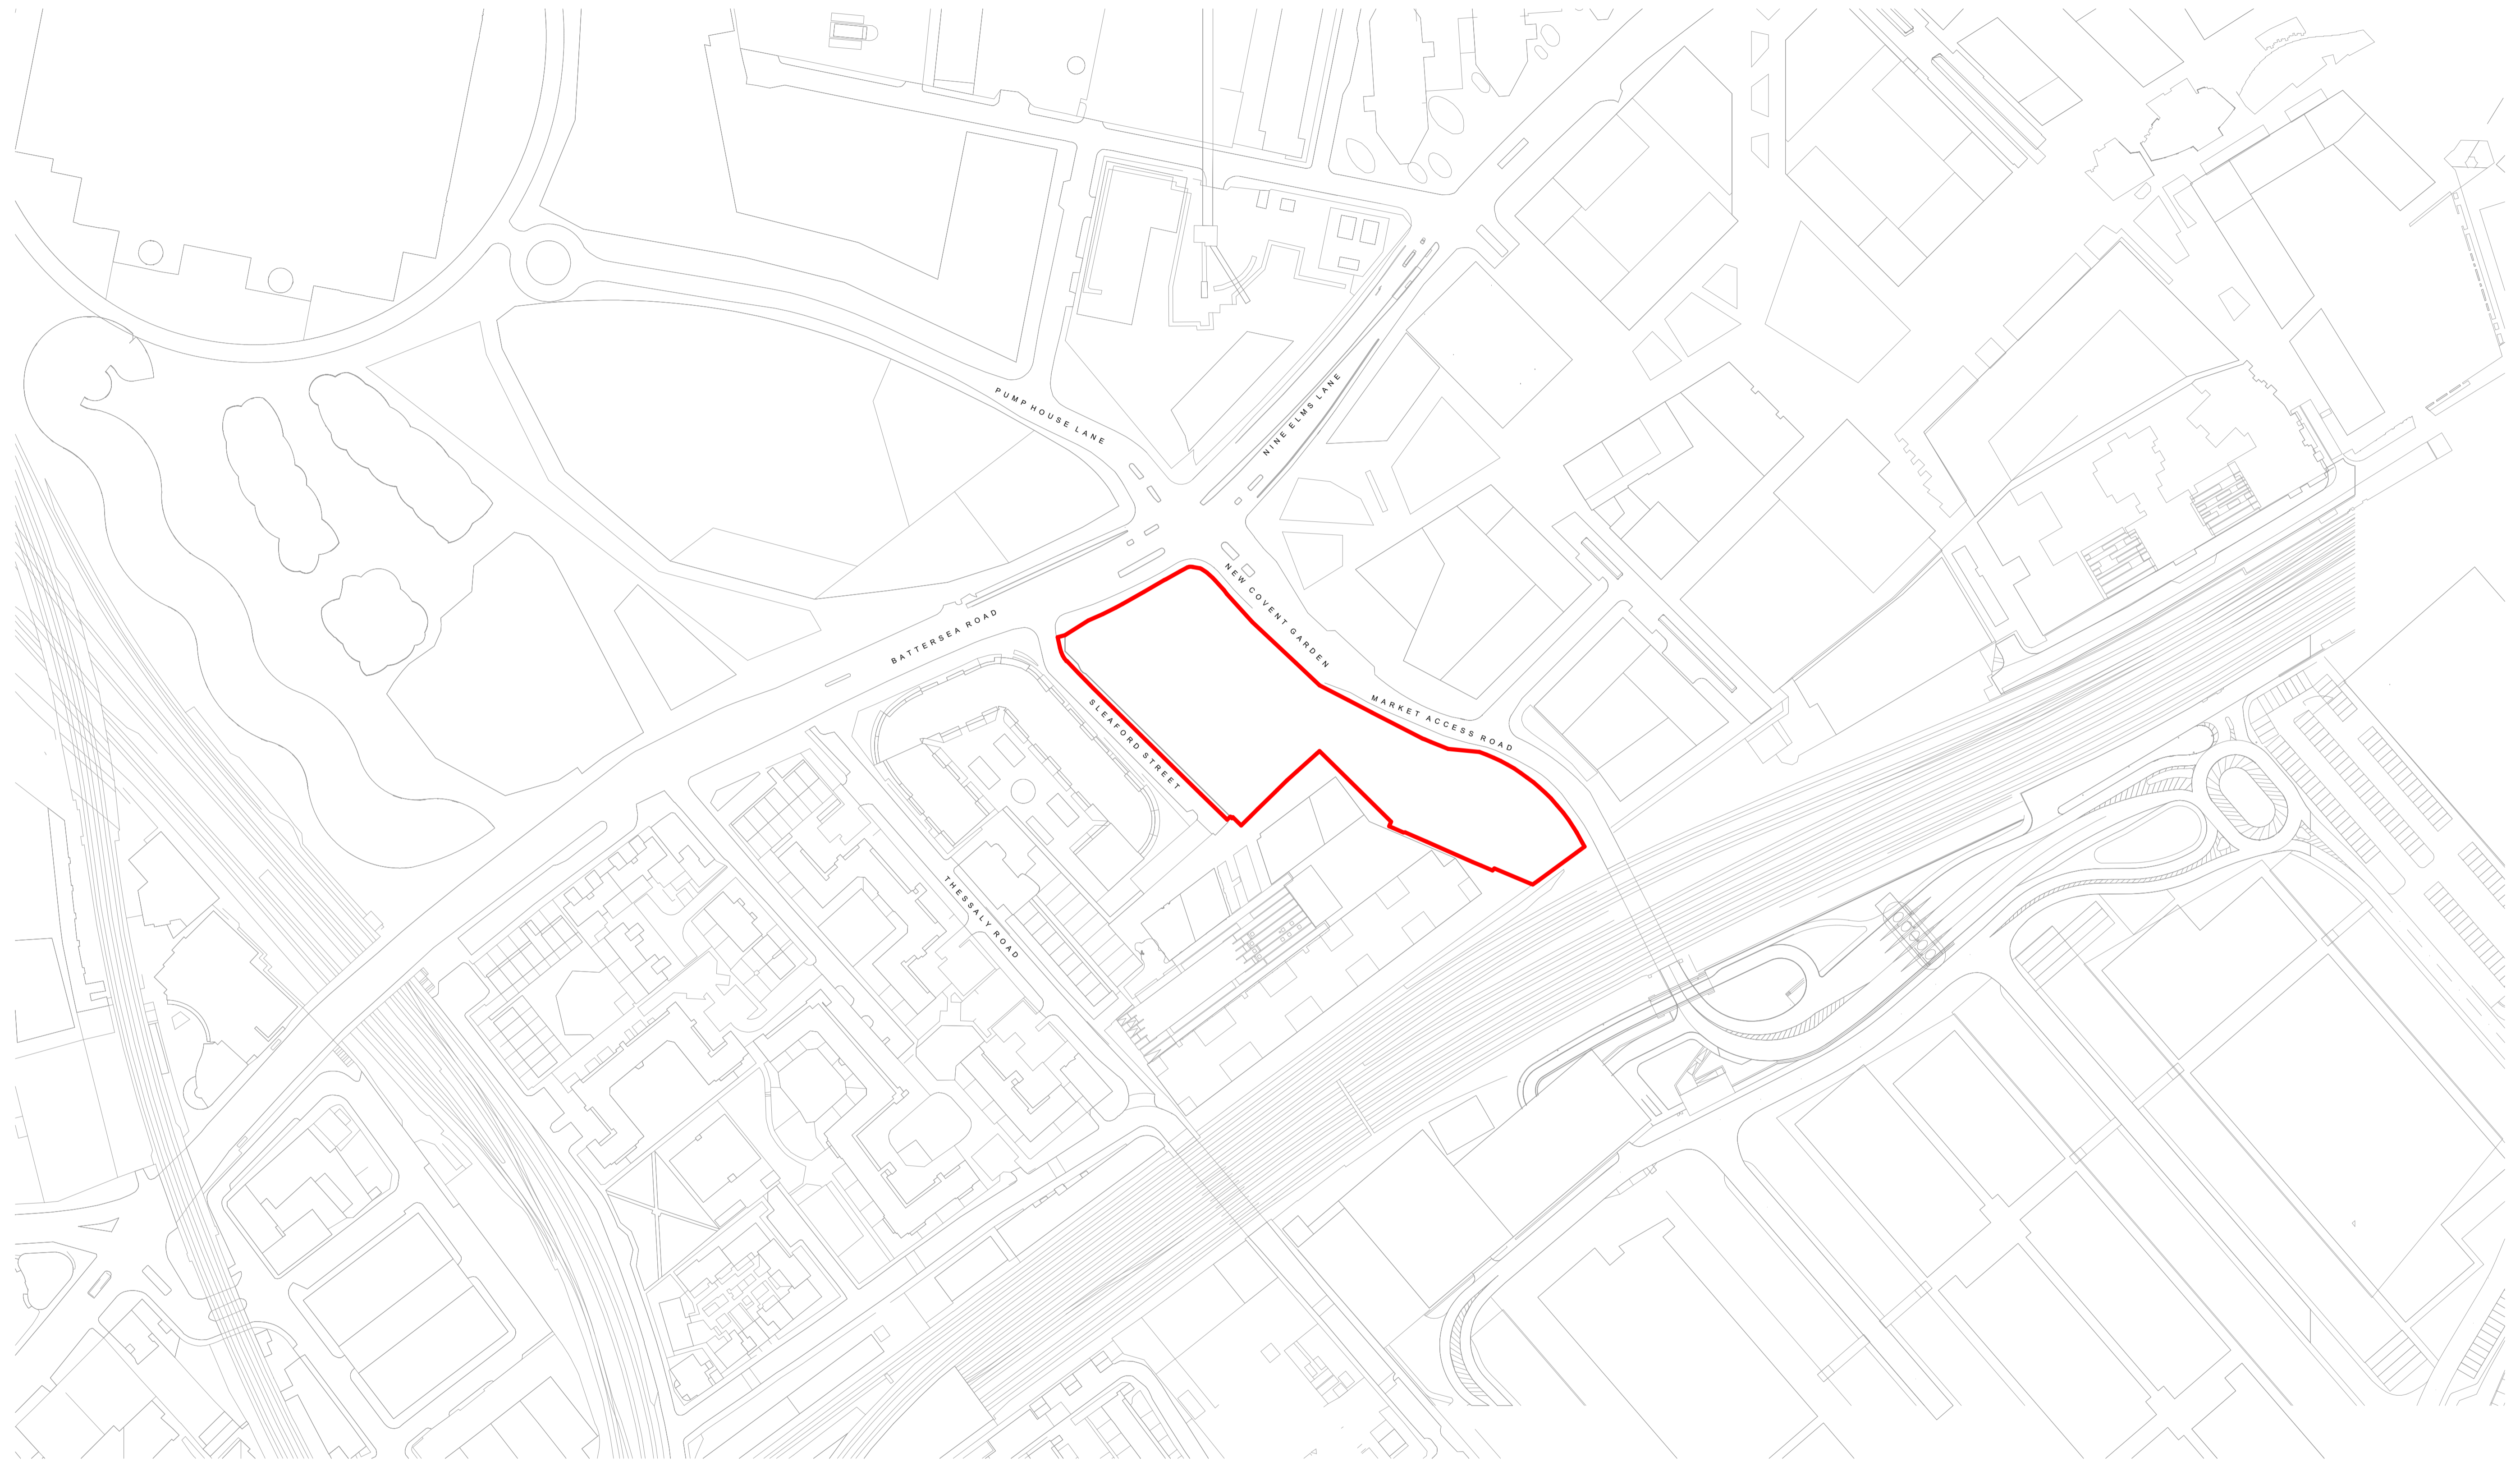 PUMP HOUSE LANE
NINE ELMS LANE
NEW COVENT GARDEN
BATTERSEA ROAD
MARKET ACCESS ROAD
SLEAFORD STREET
THESSALY ROAD